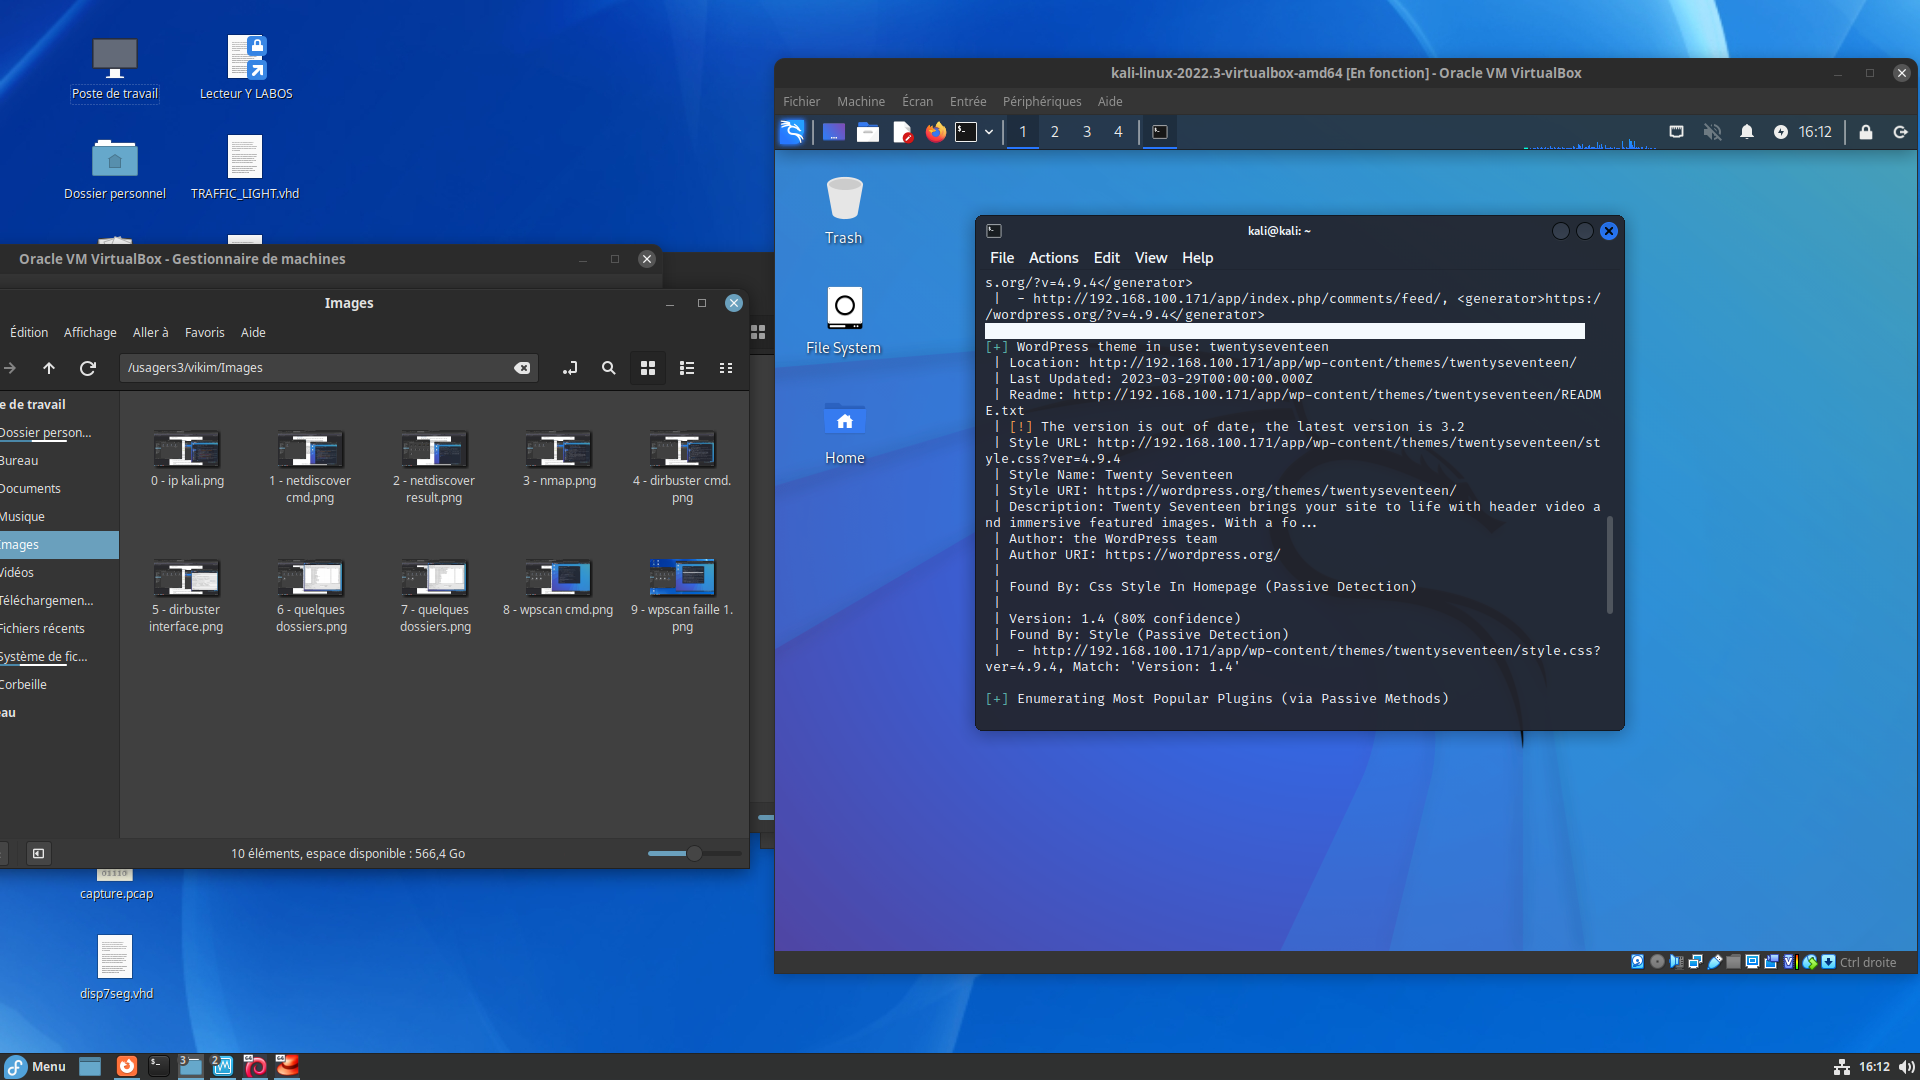 Poste de travail
Lecteur Y LABOS
Dossier personnel
TRAFFIC_LIGHT.vhd
Oracle VM VirtualBox - Gestionnaire de machines
Images
Édition Affichage Aller à Favoris Aide
/usagers3/vikim/Images
e de travail
Dossier person...
Bureau
Documents
Musique
Images
Vidéos
Téléchargemen...
Fichiers récents
Système de fic...
Corbeille
eau
0 - ip kali.png
1 - netdiscover
cmd.png
2 - netdiscover
result.png
3 - nmap.png
4 - dirbuster cmd.
png
5 - dirbuster
interface.png
6 - quelques
dossiers.png
7 - quelques
dossiers.png
8 - wpscan cmd.png
9 - wpscan faille 1.
png
10 éléments, espace disponible : 566,4 Go
01110
capture.pcap
disp7seg.vhd
kali-linux-2022.3-virtualbox-amd64 [En fonction] - Oracle VM VirtualBox
Fichier Machine Écran Entrée Périphériques Aide
1 2 3 4
16:12
Trash
File System
Home
kali@kali: ~
File Actions Edit View Help
s.org/?v=4.9.4</generator>
|  - http://192.168.100.171/app/index.php/comments/feed/, <generator>https:/
/wordpress.org/?v=4.9.4</generator>
[+] WordPress theme in use: twentyseventeen
| Location: http://192.168.100.171/app/wp-content/themes/twentyseventeen/
| Last Updated: 2023-03-29T00:00:00.000Z
| Readme: http://192.168.100.171/app/wp-content/themes/twentyseventeen/READM
E.txt
| [!] The version is out of date, the latest version is 3.2
| Style URL: http://192.168.100.171/app/wp-content/themes/twentyseventeen/st
yle.css?ver=4.9.4
| Style Name: Twenty Seventeen
| Style URI: https://wordpress.org/themes/twentyseventeen/
| Description: Twenty Seventeen brings your site to life with header video a
nd immersive featured images. With a fo...
| Author: the WordPress team
| Author URI: https://wordpress.org/
|
| Found By: Css Style In Homepage (Passive Detection)
|
| Version: 1.4 (80% confidence)
| Found By: Style (Passive Detection)
|  - http://192.168.100.171/app/wp-content/themes/twentyseventeen/style.css?
ver=4.9.4, Match: 'Version: 1.4'
[+] Enumerating Most Popular Plugins (via Passive Methods)
Ctrl droite
Menu
3
2
64
64
16:12